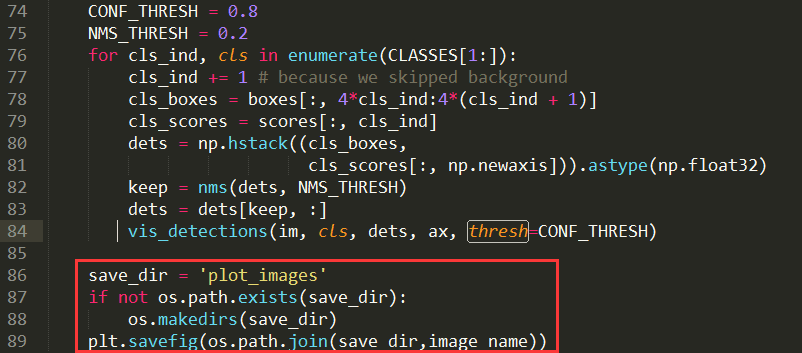 74 CONF_THRESH = 0.8
75 NMS_THRESH = 0.2
76 for cls_ind, cls in enumerate(CLASSES[1:]):
77 cls_ind += 1 # because we skipped background
78 cls_boxes = boxes[:, 4*cls_ind:4*(cls_ind + 1)]
79 cls_scores = scores[:, cls_ind]
80 dets = np.hstack((cls_boxes,
81 cls_scores[:, np.newaxis])).astype(np.float32)
82 keep = nms(dets, NMS_THRESH)
83 dets = dets[keep, :]
84 vis_detections(im, cls, dets, ax, thresh=CONF_THRESH)
85
86 save_dir = 'plot_images'
87 if not os.path.exists(save_dir):
88 os.makedirs(save_dir)
89 plt.savefig(os.path.join(save_dir,image_name))